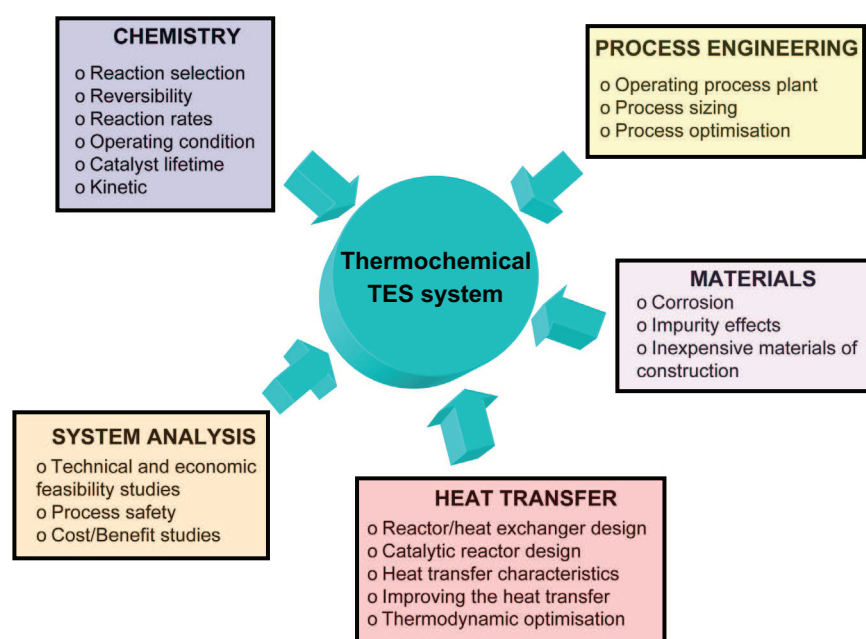 CHEMISTRY
o Reaction selection
o Reversibility
o Reaction rates
o Operating condition
o Catalyst lifetime
o Kinetic
PROCESS ENGINEERING
o Operating process plant
o Process sizing
o Process optimisation
Thermochemical
TES system
MATERIALS
o Corrosion
o Impurity effects
o Inexpensive materials of
construction
SYSTEM ANALYSIS
o Technical and economic
feasibility studies
o Process safety
o Cost/Benefit studies
HEAT TRANSFER
o Reactor/heat exchanger design
o Catalytic reactor design
o Heat transfer characteristics
o Improving the heat transfer
o Thermodynamic optimisation